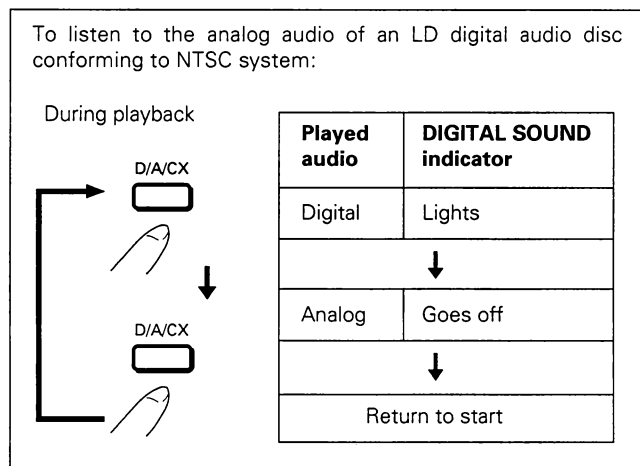 To listen to the analog audio of an LD digital audio disc
conforming to NTSC system:
During playback
D/A/CX
D/A/CX
Played
audio
DIGITAL SOUND
indicator
Digital
Lights
Analog
Goes off
Return to start